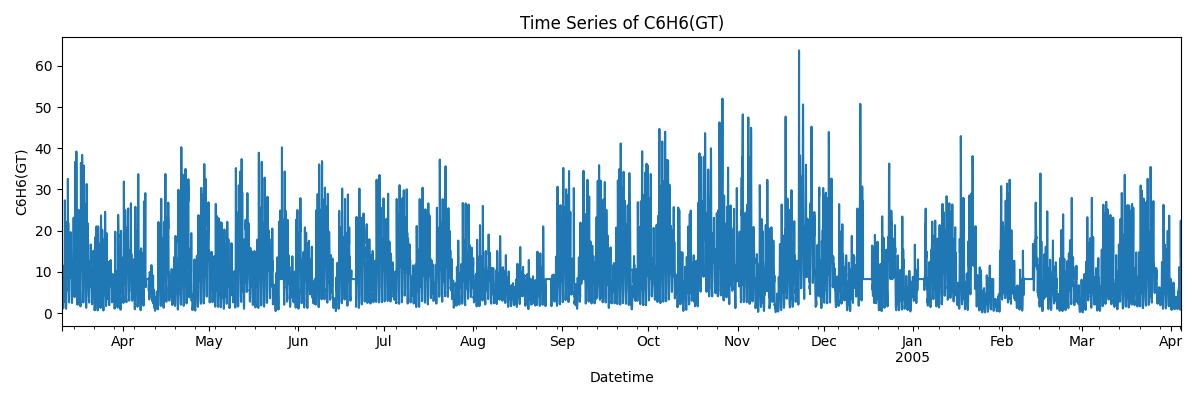 Time Series of C6H6(GT)
60
50
40
30
20
10
0
C6H6(GT)
Apr May Jun Jul Aug Sep Oct Nov Dec Jan Feb Mar Apr
2005
Datetime